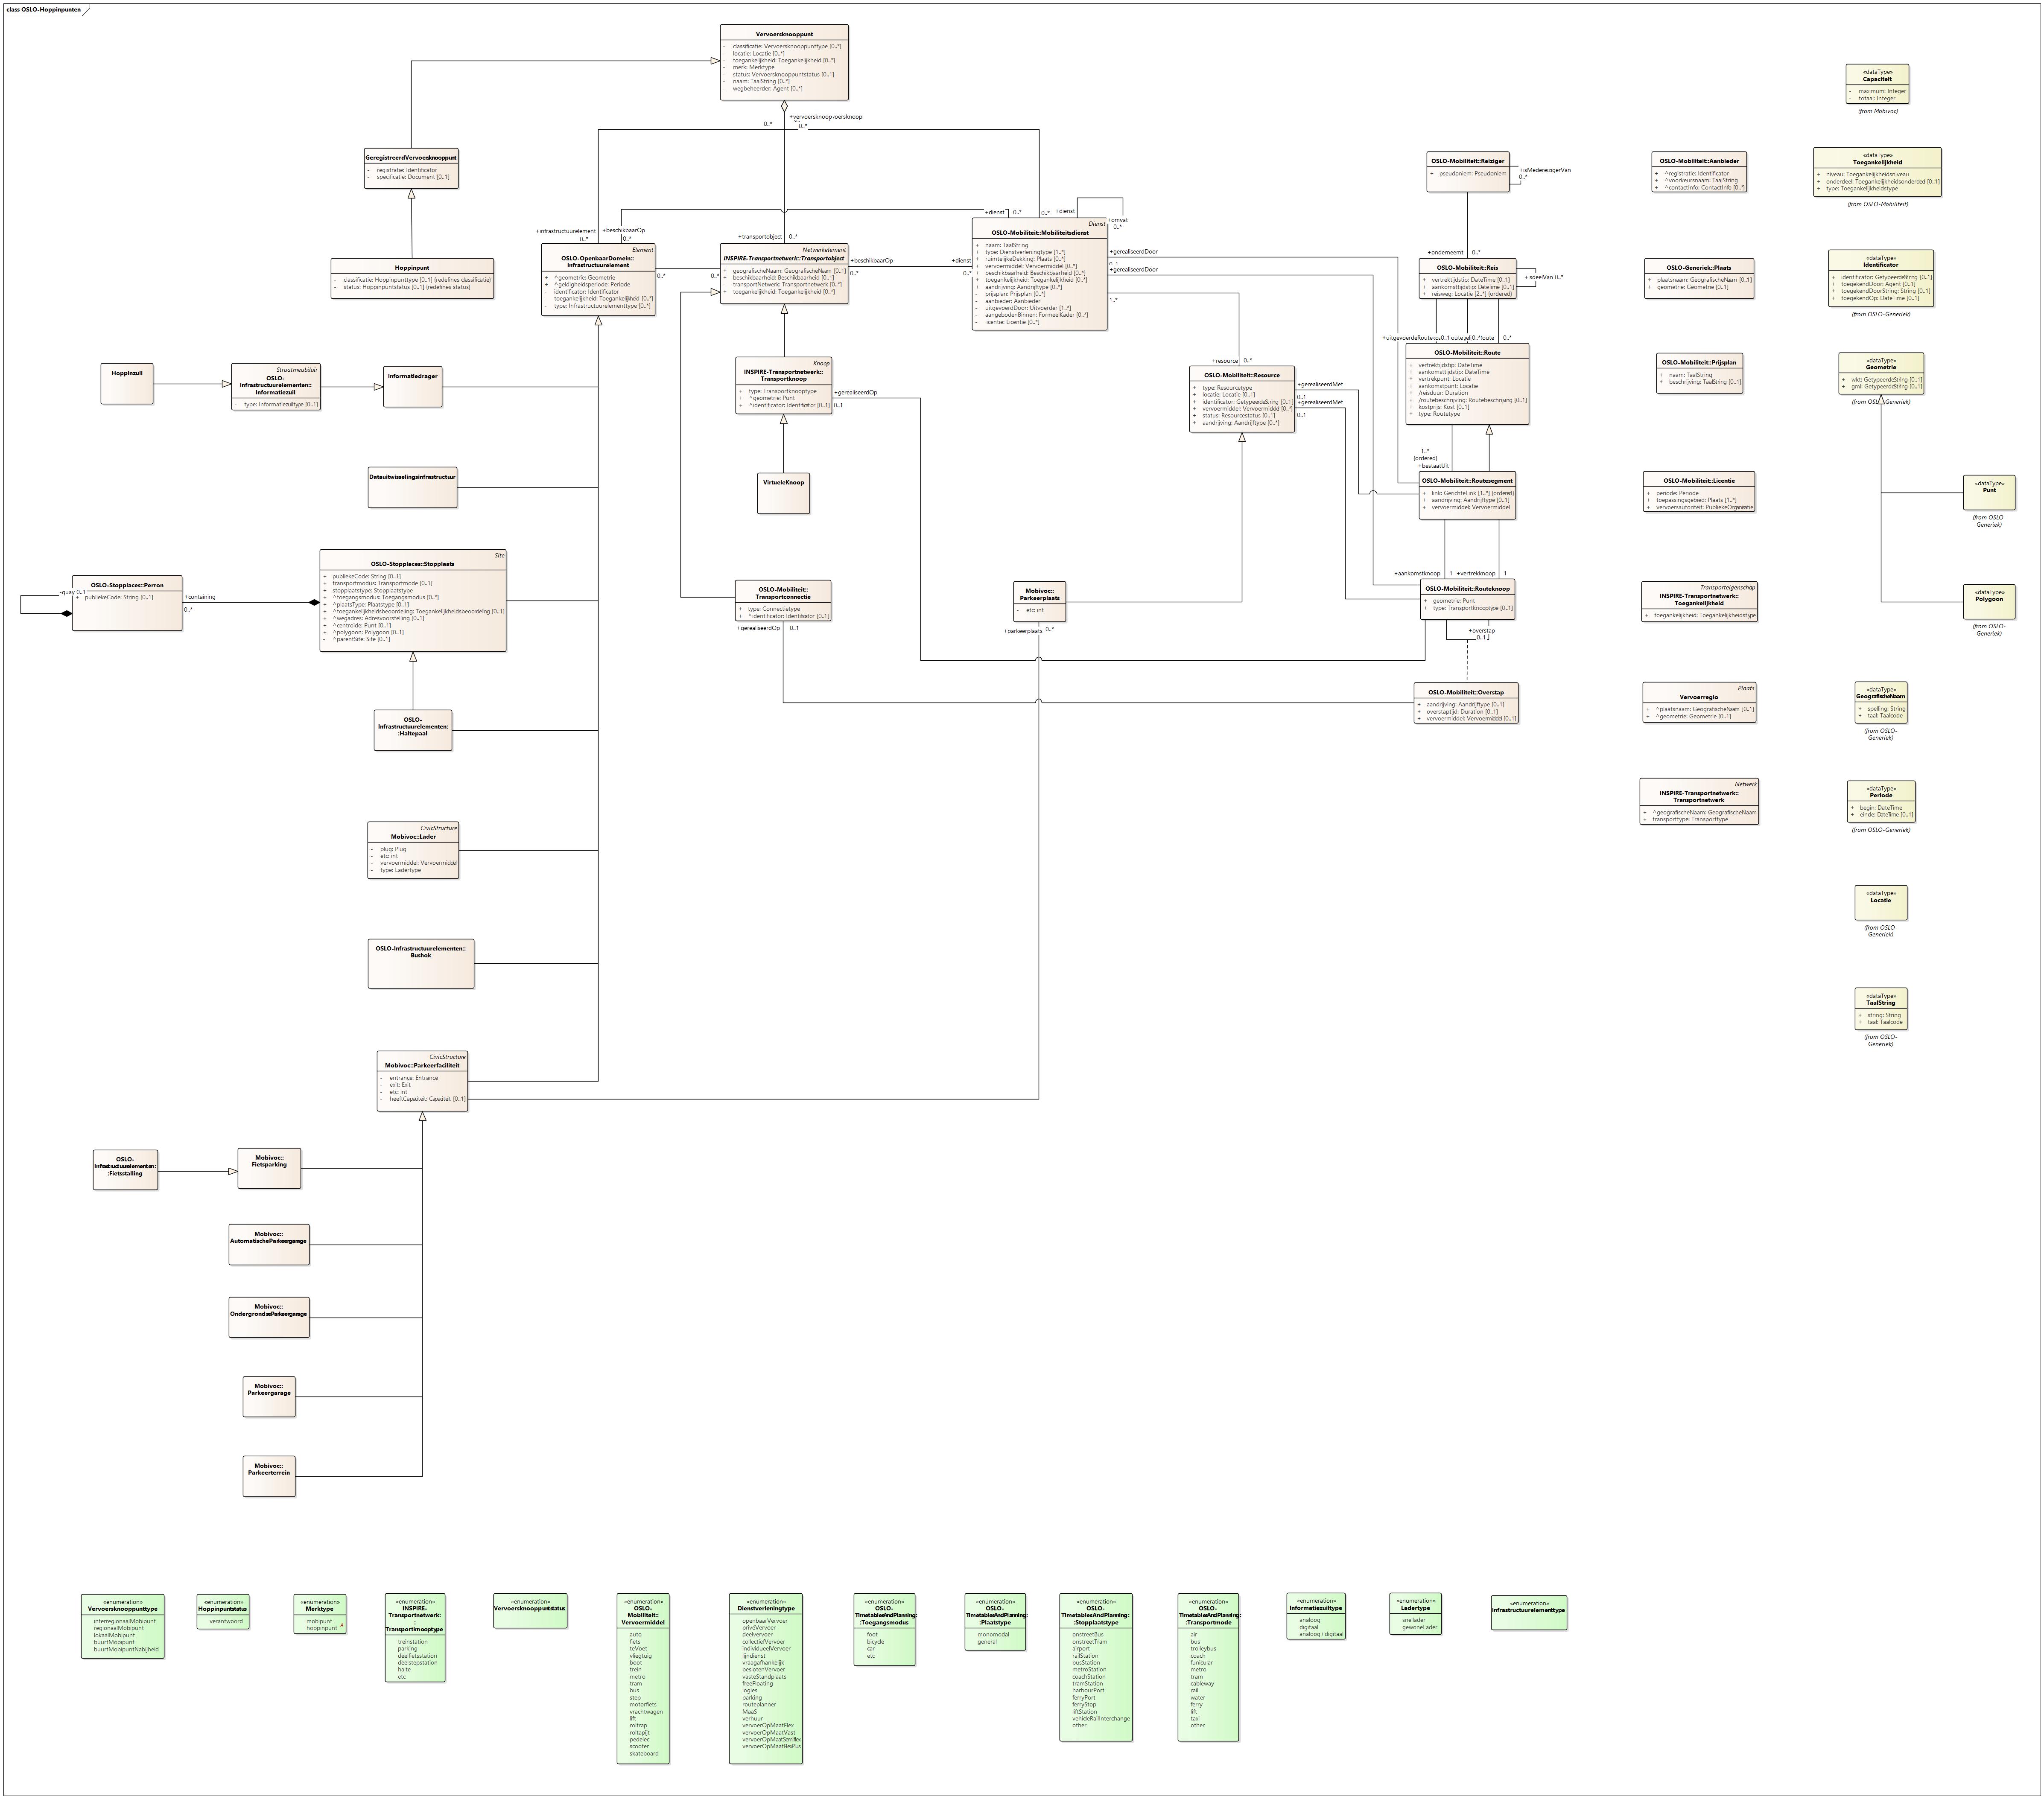 class OSLO-Hoppinpunten
Vervoersknooppunt
- classificatie: Vervoersknooppunttype [0..*]
- locatie: Locatie [0..*]
- toegankelijkheid: Toegankelijkheid [0..*]
- merk: Merktype
- status: Vervoersknooppuntstatus [0..1]
- naam: TaalString [0..*]
- wegbeheerder: Agent [0..*]
0..*
0..*
GeregistreerdVervoersknooppunt
- registratie: Identificator
- specificatie: Document [0..1]
Hoppinpunt
- classificatie: Hoppinpunttype [0..1] {redefines classificatie}
- status: Hoppinpuntstatus [0..1] {redefines status}
+infrastructuurelement
0..*
+beschikbaarOp
0..*
+transportobject
0..*
+dienst
0..*
0..*
+dienst
+omvat
0..*
Element
OSLO-OpenbaarDomein::
Infrastructuurelement
+ ^geometrie: Geometrie
+ ^geldigheidsperiode: Periode
- identificator: Identificator
- toegankelijkheid: Toegankelijkheid [0..*]
- type: Infrastructuurelementtype [0..*]
0..*
0..*
Netwerkelement
INSPIRE-Transportnetwerk::Transportobject
+ geografischeNaam: GeografischeNaam [0..1]
+ beschikbaarheid: Beschikbaarheid [0..1]
- transportNetwerk: Transportnetwerk [0..*]
+ toegankelijkheid: Toegankelijkheid [0..*]
+beschikbaarOp
0..*
+dienst
0..*
Dienst
OSLO-Mobiliteit::Mobiliteitsdienst
+ naam: TaalString
+ type: Dienstverleningtype [1..*]
+ ruimtelijkeDekking: Plaats [0..*]
+ vervoermiddel: Vervoermiddel [0..*]
+ beschikbaarheid: Beschikbaarheid [0..*]
+ toegankelijkheid: Toegankelijkheid [0..*]
+ aandrijving: Aandrijftype [0..*]
- prijsplan: Prijsplan [0..*]
- aanbieder: Aanbieder
- uitgevoerdDoor: Uitvoerder [1..*]
- aangebodenBinnen: FormeelKader [0..*]
- licentie: Licentie [0..*]
+gerealiseerdDoor
+gerealiseerdDoor
1..*
OSLO-Mobiliteit::Reiziger
+ pseudoniem: Pseudoniem
+isMedereizigerVan
0..*
+onderneemt
0..*
OSLO-Mobiliteit::Reis
+ vertrektijdstip: DateTime [0..1]
+ aankomsttijdstip: DateTime [0..1]
+ reisweg: Locatie [2..*] {ordered}
+isdeelVan 0..*
0..*
OSLO-Mobiliteit::Route
+ vertrektijdstip: DateTime
+ aankomsttijdstip: DateTime
+ vertrekpunt: Locatie
+ aankomstpunt: Locatie
+ /reisduur: Duration
+ /routebeschrijving: Routebeschrijving [0..1]
+ kostprijs: Kost [0..1]
+ type: Routetype
1..*
{ordered}
+bestaatUit
OSLO-Mobiliteit::Routesegment
+ link: GerichteLink [1..*] {ordered}
+ aandrijving: Aandrijftype [0..1]
+ vervoermiddel: Vervoermiddel
+aankomstknoop
1
+vertrekknoop
1
OSLO-Mobiliteit::Routeknoop
+ geometrie: Punt
+ type: Transportknooptype [0..1]
+overstap
0..1
OSLO-Mobiliteit::Overstap
+ aandrijving: Aandrijftype [0..1]
+ overstaptijd: Duration [0..1]
+ vervoermiddel: Vervoermiddel [0..1]
+resource
0..*
OSLO-Mobiliteit::Resource
+ type: Resourcetype
+ locatie: Locatie [0..1]
+ identificator: GetypeerdeString [0..1]
+ vervoermiddel: Vervoermiddel [0..*]
+ status: Resourcestatus [0..1]
+ aandrijving: Aandrijftype [0..*]
+gerealiseerdMet
0..1
+gerealiseerdMet
0..1
Knoop
INSPIRE-Transportnetwerk::
Transportknoop
+ type: Transportknooptype
+ ^geometrie: Punt
+ ^identificator: Identificator [0..1]
+gerealiseerdOp
0..1
VirtueleKnoop
OSLO-Mobiliteit::
Transportconnectie
+ type: Connectietype
+ ^identificator: Identificator [0..1]
+gerealiseerdOp
0..1
Mobivoc::
Parkeerplaats
- etc: int
+parkeerplaats
0..*
Hoppinzuil
Straatmeubilair
OSLO-
Infrastructuurelementen::
Informatiezuil
- type: Informatiezuiltype [0..1]
Informatiedrager
Datauitwisselingsinfrastructuur
Site
OSLO-Stopplaces::Stopplaats
+ publiekeCode: String [0..1]
+ transportmodus: Transportmode [0..1]
+ stopplaatstype: Stopplaatstype
+ ^toegangsmodus: Toegangsmodus [0..*]
+ ^plaatsType: Plaatstype [0..1]
+ ^toegankelijkheidsbeoordeling: Toegankelijkheidsbeoordeling [0..1]
+ ^wegadres: Adresvoorstelling [0..1]
+ ^centroide: Punt [0..1]
+ ^polygoon: Polygoon [0..1]
- ^parentSite: Site [0..1]
OSLO-Stopplaces::Perron
+ publiekeCode: String [0..1]
-quay 0..1
+containing
0..*
OSLO-
Infrastructuurelementen:
:Haltepaal
CivicStructure
Mobivoc::Lader
- plug: Plug
- etc: int
- vervoermiddel: Vervoermiddel
- type: Ladertype
OSLO-Infrastructuurelementen::
Bushok
CivicStructure
Mobivoc::Parkeerfaciliteit
- entrance: Entrance
- exit: Exit
- etc: int
- heeftCapaciteit: Capaciteit [0..1]
OSLO-
Infrastructuurelementen:
:Fietsstalling
Mobivoc::
Fietsparking
Mobivoc::
AutomatischeParkeergarage
Mobivoc::
OndergrondseParkeergarage
Mobivoc::
Parkeergarage
Mobivoc::
Parkeerterrein
OSLO-Mobiliteit::Aanbieder
+ ^registratie: Identificator
+ ^voorkeursnaam: TaalString
+ ^contactInfo: ContactInfo [0..*]
OSLO-Generiek::Plaats
+ plaatsnaam: GeografischeNaam [0..1]
+ geometrie: Geometrie [0..1]
OSLO-Mobiliteit::Prijsplan
+ naam: TaalString
+ beschrijving: TaalString [0..*]
OSLO-Mobiliteit::Licentie
+ periode: Periode
+ toepassingsgebied: Plaats [1..*]
+ vervoersautoriteit: PubliekeOrganisatie
Transporteigenschap
INSPIRE-Transportnetwerk::
Toegankelijkheid
+ toegankelijkheid: Toegankelijkheidstype
Plaats
Vervoerregio
+ ^plaatsnaam: GeografischeNaam [0..1]
+ ^geometrie: Geometrie [0..1]
Netwerk
INSPIRE-Transportnetwerk::
Transportnetwerk
+ ^geografischeNaam: GeografischeNaam
+ transporttype: Transporttype
«dataType»
Capaciteit
- maximum: Integer
- totaal: Integer
(from Mobivoc)
«dataType»
Toegankelijkheid
+ niveau: Toegankelijkheidsniveau
+ onderdeel: Toegankelijkheidsonderdeel [0..1]
+ type: Toegankelijkheidstype
(from OSLO-Mobiliteit)
«dataType»
Identificator
+ identificator: GetypeerdeString [0..1]
+ toegekendDoor: Agent [0..1]
+ toegekendDoorString: String [0..1]
+ toegekendOp: DateTime [0..1]
(from OSLO-Generiek)
«dataType»
Geometrie
+ wkt: GetypeerdeString [0..1]
+ gml: GetypeerdeString [0..1]
(from OSLO-Generiek)
«dataType»
Punt
(from OSLO-
Generiek)
«dataType»
Polygoon
(from OSLO-
Generiek)
«dataType»
GeografischeNaam
+ spelling: String
+ taal: Taalcode
(from OSLO-
Generiek)
«dataType»
Periode
+ begin: DateTime
+ einde: DateTime [0..1]
(from OSLO-Generiek)
«dataType»
Locatie
(from OSLO-
Generiek)
«dataType»
TaalString
+ string: String
+ taal: Taalcode
(from OSLO-
Generiek)
«enumeration»
Vervoersknooppunttype
interregionaalMobipunt
regionaalMobipunt
lokaalMobipunt
buurtMobipunt
buurtMobipuntNabijheid
«enumeration»
Hoppinpuntstatus
verantwoord
«enumeration»
Merktype
mobipunt
hoppinpunt
«enumeration»
INSPIRE-
Transportnetwerk:
:
Transportknooptype
treinstation
parking
deelfietsstation
deelstepstation
halte
etc
«enumeration»
Vervoersknooppuntstatus
«enumeration»
OSLO-
Mobiliteit::
Vervoermiddel
auto
fiets
teVoet
vliegtuig
boot
trein
metro
tram
bus
step
motorfiets
vrachtwagen
lift
roltrap
roltapijt
pedelec
scooter
skateboard
«enumeration»
Dienstverleningtype
openbaarVervoer
privéVervoer
deelvervoer
collectiefVervoer
individueelVervoer
lijndienst
vraagafhankelijk
beslotenVervoer
vasteStandplaats
freeFloating
logies
parking
routeplanner
MaaS
verhuur
vervoerOpMaatFlex
vervoerOpMaatVast
vervoerOpMaatSemiflex
vervoerOpMaatFlexPlus
«enumeration»
OSLO-
TimetablesAndPlanning:
:Toegangsmodus
foot
bicycle
car
etc
«enumeration»
OSLO-
TimetablesAndPlanning:
:Plaatstype
monomodal
general
«enumeration»
OSLO-
TimetablesAndPlanning:
:Stopplaatstype
onstreetBus
onstreetTram
airport
railStation
busStation
metroStation
coachStation
tramStation
harbourPort
ferryPort
ferryStop
liftStation
vehicleRailInterchange
other
«enumeration»
OSLO-
TimetablesAndPlanning:
:Transportmode
air
bus
trolleybus
coach
funicular
metro
tram
cableway
rail
water
ferry
lift
taxi
other
«enumeration»
Informatiezuiltype
analoog
digitaal
analoog+digitaal
«enumeration»
Ladertype
snellader
gewoneLader
«enumeration»
Infrastructuurelementtype